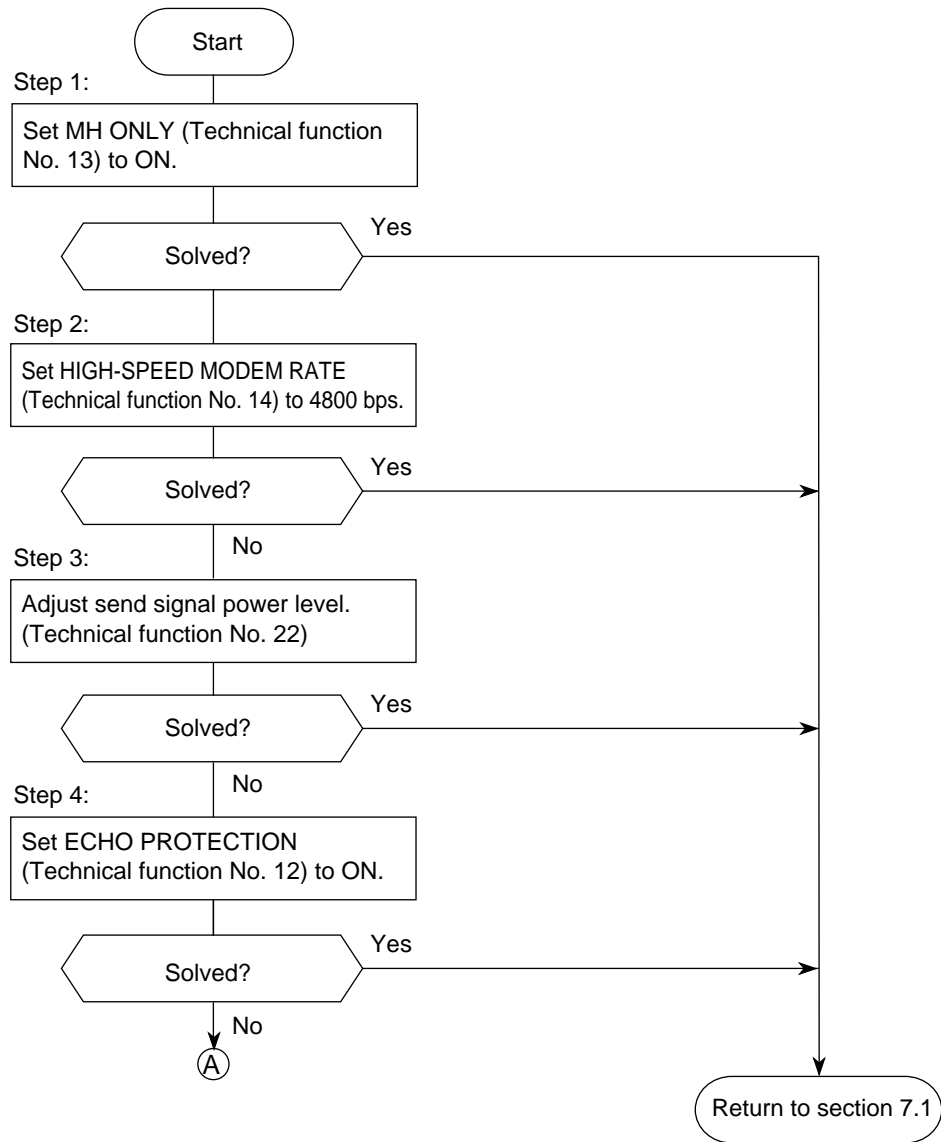 Start
Step 1:
Set MH ONLY (Technical function
No. 13) to ON.
Yes
Solved?
Step 2:
Set HIGH-SPEED MODEM RATE
(Technical function No. 14) to 4800 bps.
Yes
Solved?
No
Step 3:
Adjust send signal power level.
(Technical function No. 22)
Yes
Solved?
No
Step 4:
Set ECHO PROTECTION
(Technical function No. 12) to ON.
Yes
Solved?
No
A
Return to section 7.1